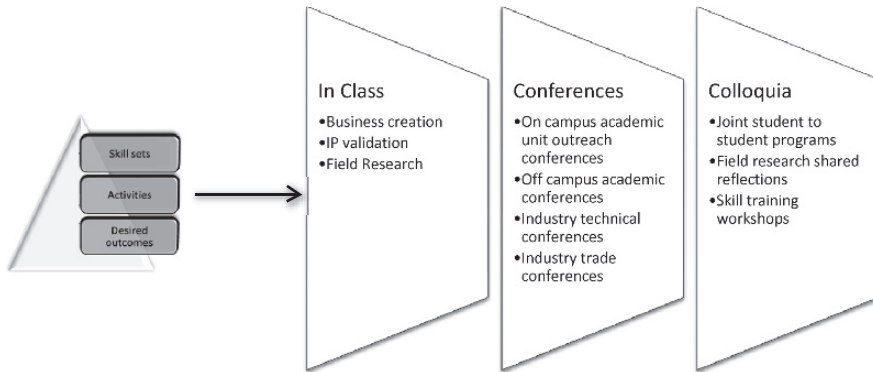 Skill sets
Activities
Desired
outcomes
In Class
•Business creation
•IP validation
•Field Research
Conferences
•On campus academic
unit outreach
conferences
•Off campus academic
conferences
•Industry technical
conferences
•Industry trade
conferences
Colloquia
•Joint student to
student programs
•Field research shared
reflections
•Skill training
workshops